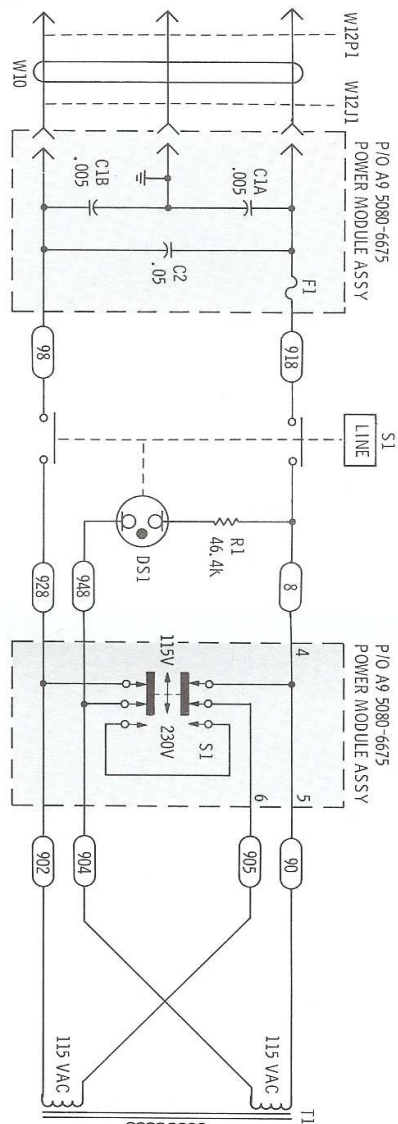 W12P1
W10
W12J1
P/O A9 5080-6675
POWER MODULE ASSY
C1A
.005
C1B
.005
C2
.05
F1
918
98
S1
LINE
R1
46.4K
DS1
8
948
928
P/O A9 5080-6675
POWER MODULE ASSY
4
115V
230V
S1
5
6
90
905
904
902
115 VAC
115 VAC
T1